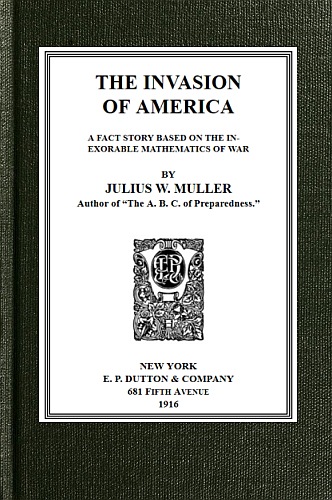 THE INVASION
OF AMERICA
A FACT STORY BASED ON THE IN-
EXORABLE MATHEMATICS OF WAR
BY
JULIUS W. MULLER
Author of “The A. B. C. of Preparedness.”
NEW YORK
E. P. DUTTON & COMPANY
681 FIFTH AVENUE
1916